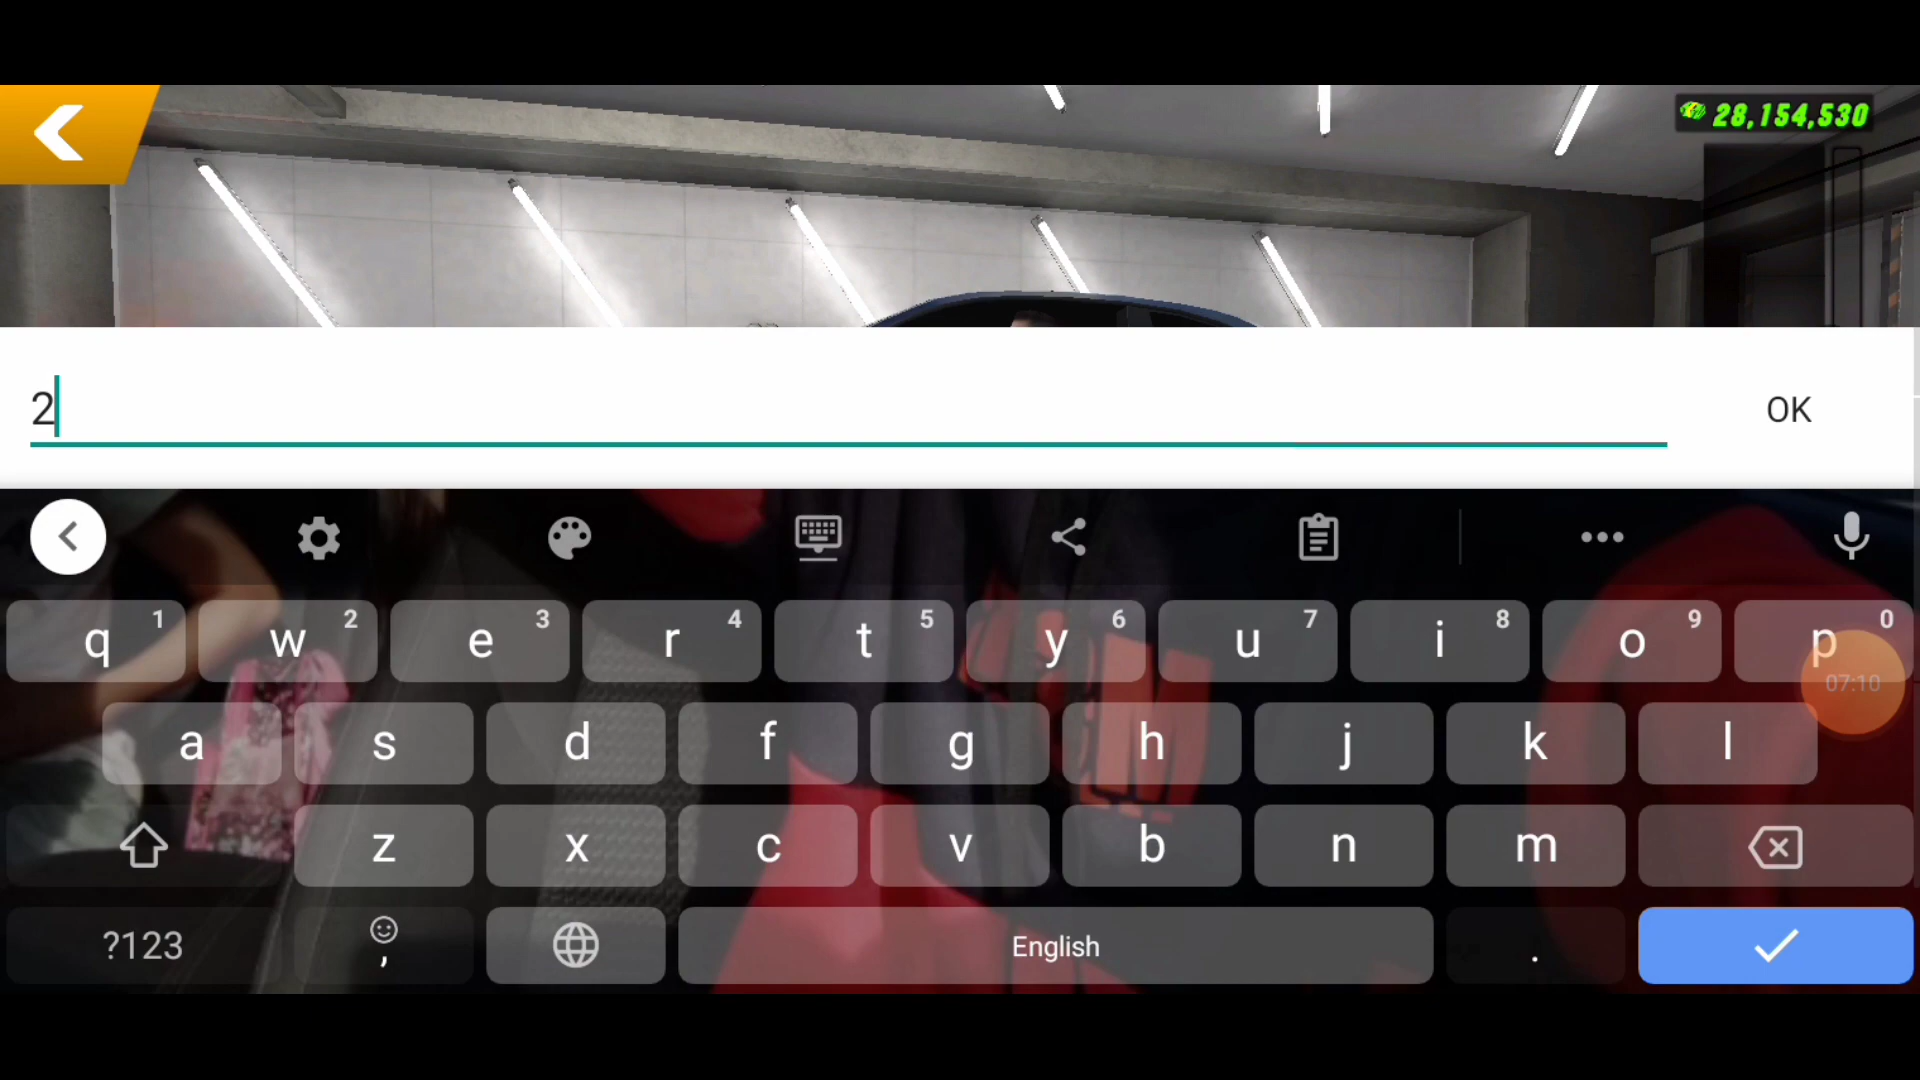 28,154,530
2
OK
q 1 w 2 e 3 r 4 t 5 y 6 u 7 i 8 o 9 p 0
07:10
a s d f g h j k l
z x c v b n m
?123 , English .